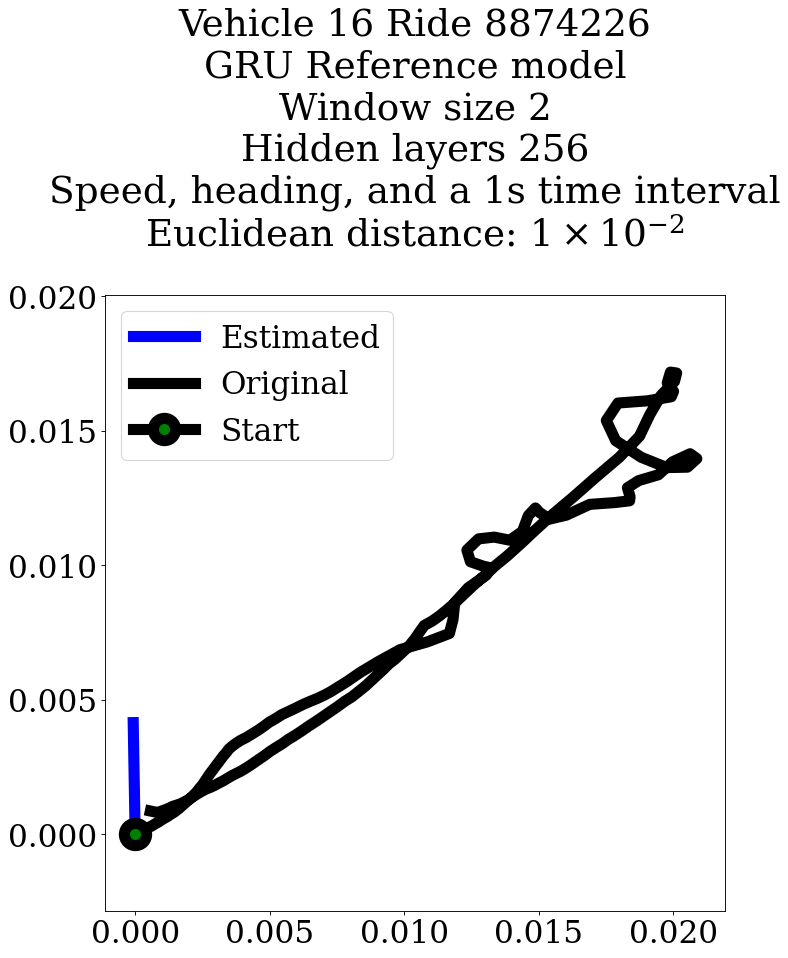 Vehicle 16 Ride 8874226
GRU Reference model
Window size 2
Hidden layers 256
Speed, heading, and a 1s time interval
Euclidean distance: 1 × 10⁻²
0.020
Estimated
Original
Start
0.015
0.010
0.005
0.000
0.000 0.005 0.010 0.015 0.020